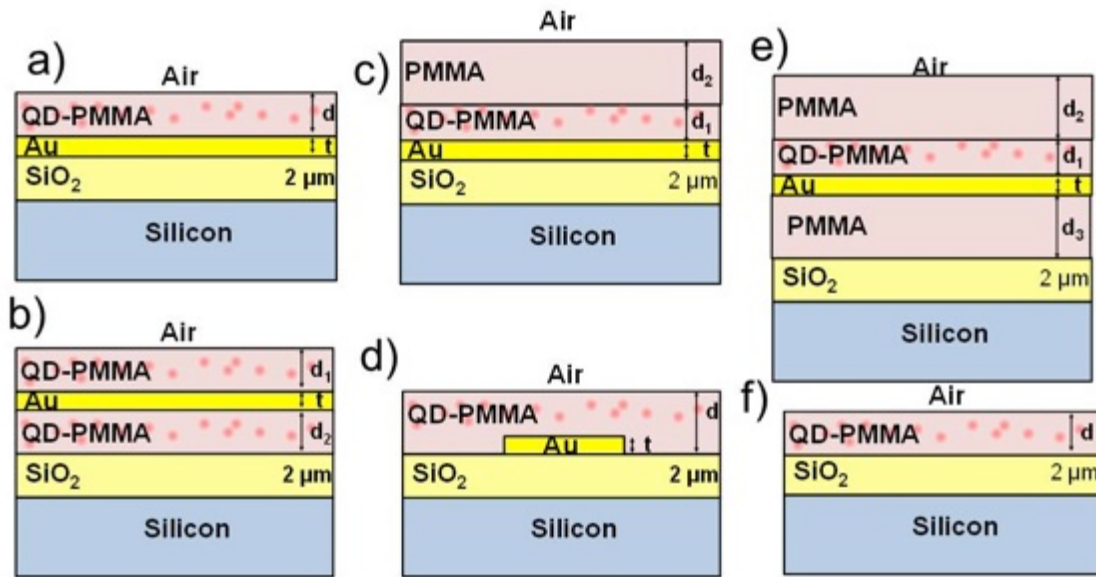 a)
Air
QD-PMMA d
Au t
SiO₂ 2 µm
Silicon
b)
Air
QD-PMMA d₁
Au t
QD-PMMA d₂
SiO₂ 2 µm
Silicon
c)
Air
PMMA d₂
QD-PMMA d₁
Au t
SiO₂ 2 µm
Silicon
d)
Air
QD-PMMA d
Au t
SiO₂ 2 µm
Silicon
e)
Air
PMMA d₂
QD-PMMA d₁
Au t
PMMA d₃
SiO₂ 2 µm
Silicon
f)
Air
QD-PMMA d
SiO₂ 2 µm
Silicon